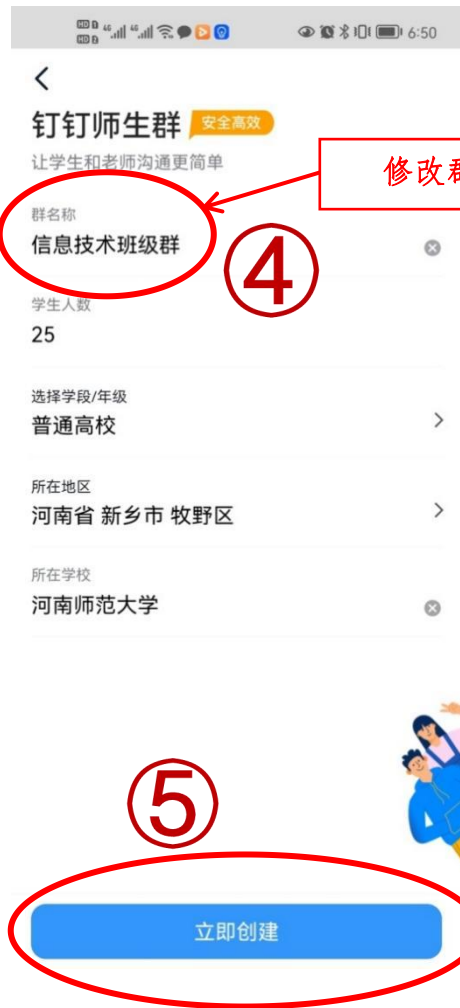 6:50
钉钉师生群 安全高效
让学生和老师沟通更简单
修改群
群名称
信息技术班级群
④
学生人数
25
选择学段/年级
普通高校
所在地区
河南省 新乡市 牧野区
所在学校
河南师范大学
⑤
立即创建